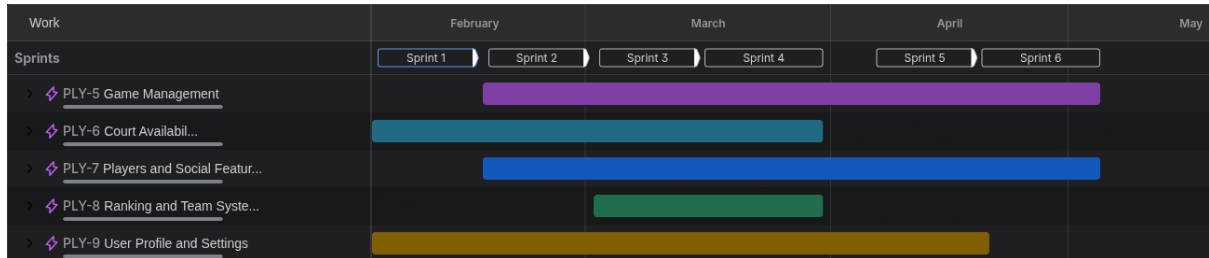 Work February March April May
Sprints Sprint 1 Sprint 2 Sprint 3 Sprint 4 Sprint 5 Sprint 6
PLY-5 Game Management
PLY-6 Court Availabil...
PLY-7 Players and Social Featur...
PLY-8 Ranking and Team Syste...
PLY-9 User Profile and Settings